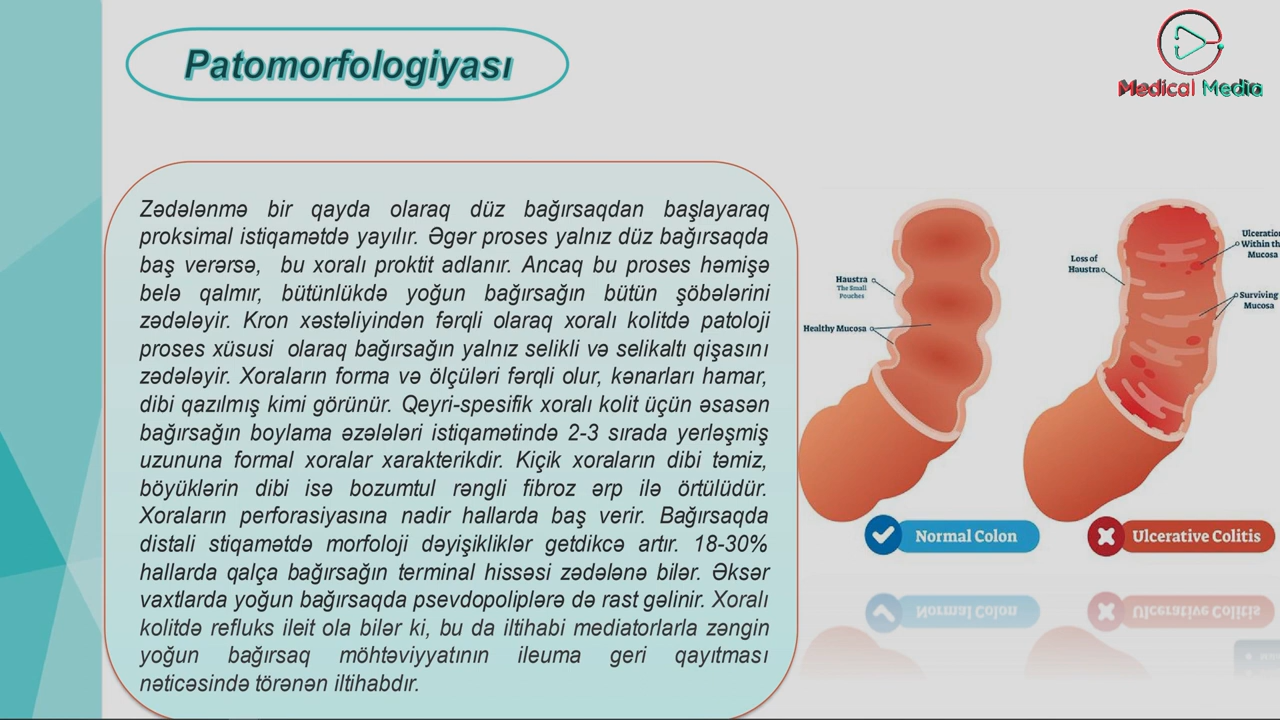 Patomorfologiyası
Medical Media
Zədələnmə bir qayda olaraq düz bağırsaqdan başlayaraq
proksimal istiqamətdə yayılır. Əgər proses yalnız düz bağırsaqda
baş verərsə, bu xoralı proktit adlanır. Ancaq bu proses həmişə
belə qalmır, bütünlükdə yoğun bağırsağın bütün şöbələrini
zədələyir. Kron xəstəliyindən fərqli olaraq xoralı kolitdə patoloji
proses xüsusi olaraq bağırsağın yalnız selikli və selikaltı qişasını
zədələyir. Xoraların forma və ölçüləri fərqli olur, kənarları hamar,
dibi qazılmış kimi görünür. Qeyri-spesifik xoralı kolit üçün əsasən
bağırsağın boylama əzələləri istiqamətində 2-3 sırada yerləşmiş
uzununa formal xoralar xarakterikdir. Kiçik xoraların dibi təmiz,
böyüklərin dibi isə bozumtul rəngli fibroz ərp ilə örtülüdür.
Xoraların perforasiyasına nadir hallarda baş verir. Bağırsaqda
distali stiqamətdə morfoloji dəyişikliklər getdikcə artır. 18-30%
hallarda qalça bağırsağın terminal hissəsi zədələnə bilər. Əksər
vaxtlarda yoğun bağırsaqda psevdopoliplərə də rast gəlinir. Xoralı
kolitdə refluks ileit ola bilər ki, bu da iltihabi mediatorlarla zəngin
yoğun bağırsaq möhtəviyyatının ileuma geri qayıtması
nəticəsində törənən iltihabdır.
Haustra
The Small
Pouches
Healthy Mucosa
Normal Colon
Loss of
Haustra
Ulceration
Within th
Mucosa
Surviving
Mucosa
Ulcerative Colitis